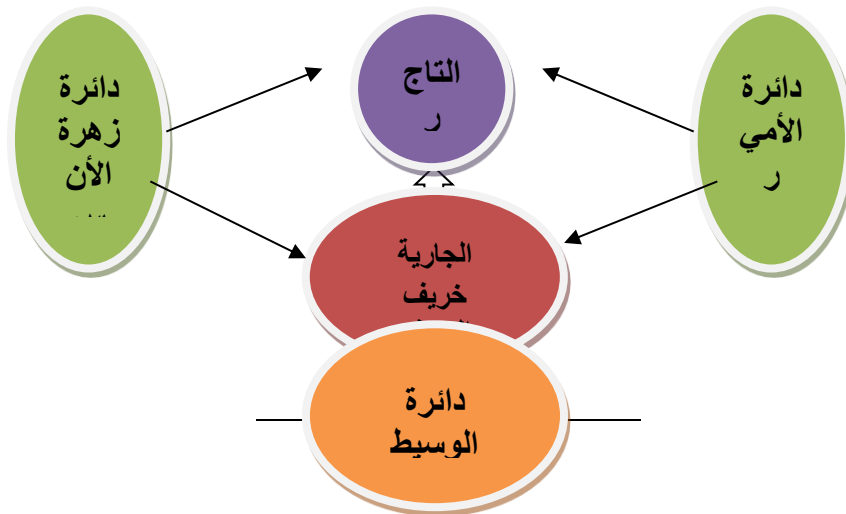 دائرة
الأمي
ر
التاج
ر
دائرة
زهرة
الأن
الجارية
خريف
دائرة
الوسيط